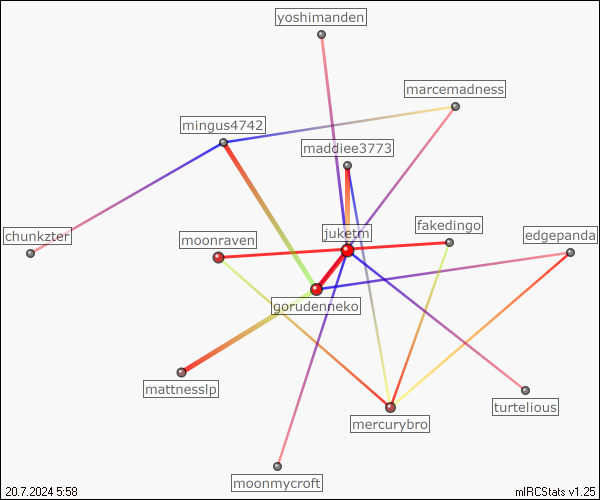 yoshimanden
marcemadness
mingus4742
maddiee3773
chunkzter
moonraven
juketm
fakedingo
edgepanda
gorudenneko
mattnesslp
mercurybro
turtelious
moonmycroft
20.7.2024 5:58
mIRCStats v1.25